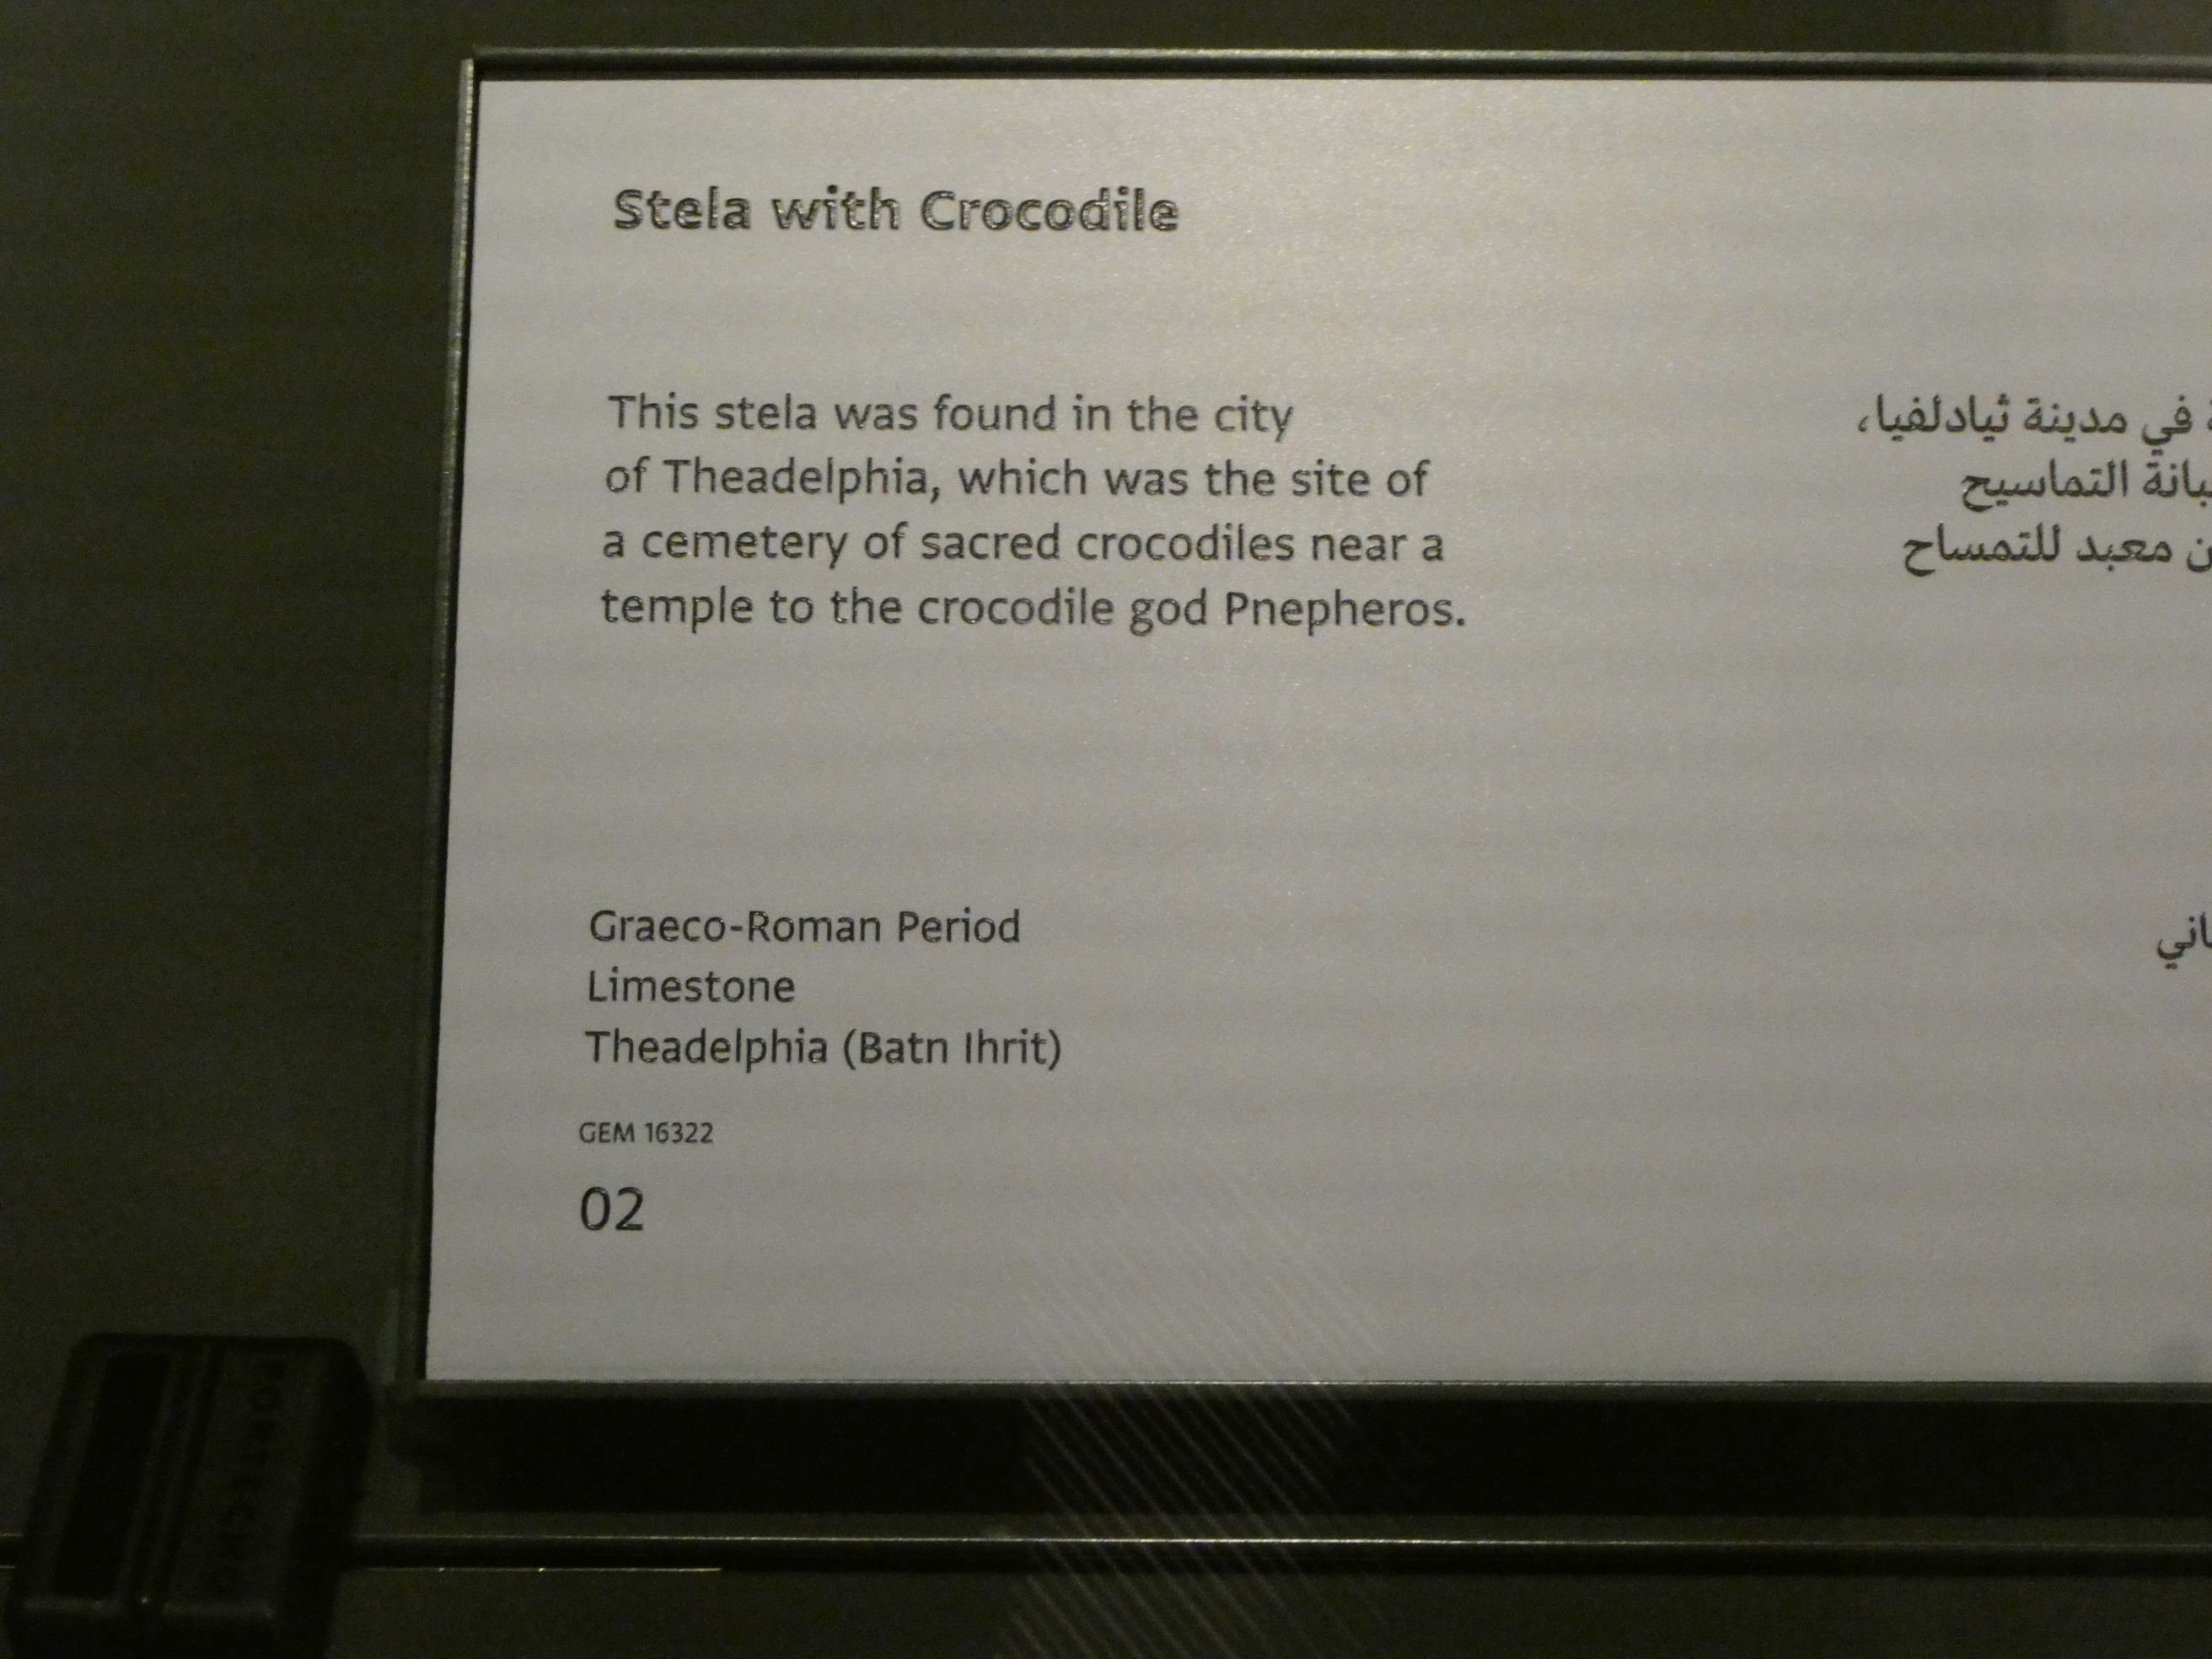 Stela with Crocodile
This stela was found in the city
of Theadelphia, which was the site of
a cemetery of sacred crocodiles near a
temple to the crocodile god Pnepheros.
Graeco-Roman Period
Limestone
Theadelphia (Batn Ihrit)
GEM 16322
02
في مدينة ثيادلفيا،
التماسيح
معبد للتمساح